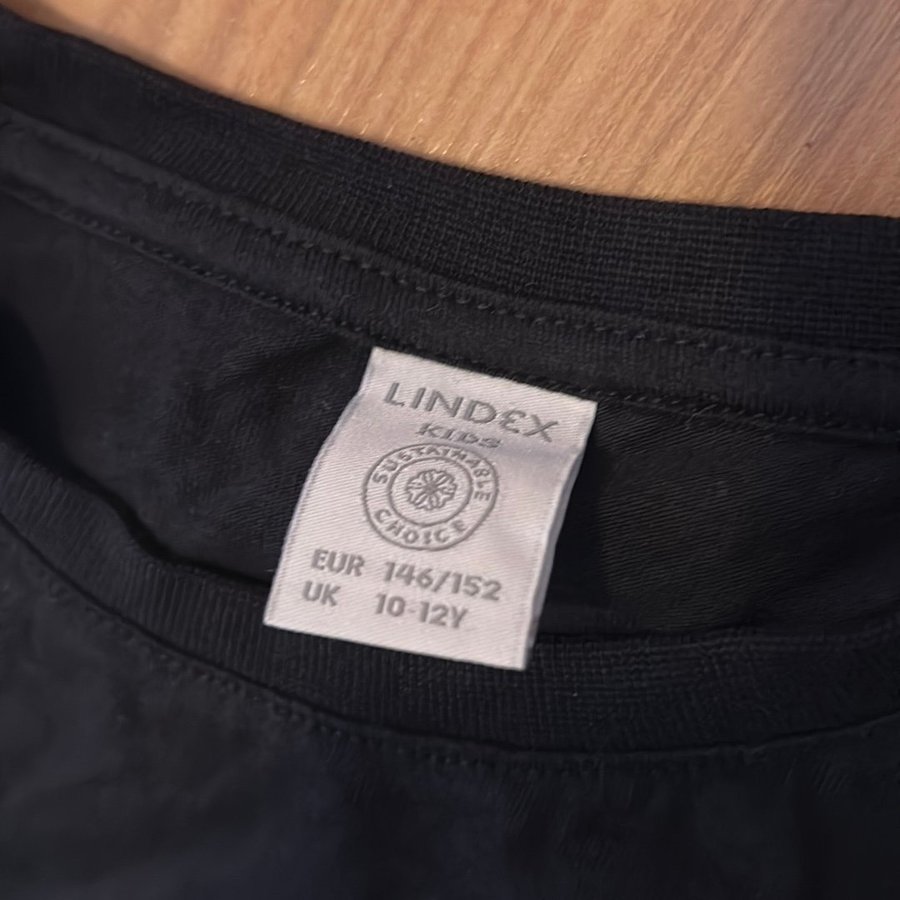 LINDEX
KIDS
SUSTAINABLE
CHOICE
EUR 146/152
UK 10-12Y